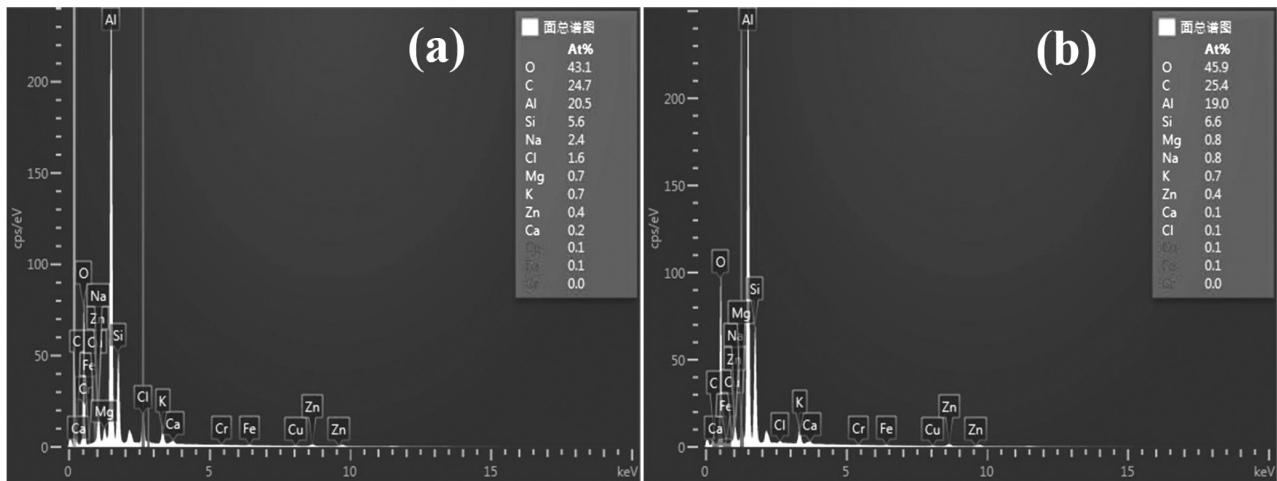 (a)
面总谱图
At%
O 43.1
C 24.7
Al 20.5
Si 5.6
Na 2.4
Cl 1.6
Mg 0.7
K 0.7
Zn 0.4
Ca 0.2
0.1
0.1
0.0
cps/eV
200
150
100
50
0
Al
O
Na
Zn
C
Si
Fe
Mg
Ca
Cl
K
Ca
Cr
Fe
Cu
Zn
Zn
0
5
10
15
keV
(b)
面总谱图
At%
O 45.9
C 25.4
Al 19.0
Si 6.6
Mg 0.8
Na 0.8
K 0.7
Zn 0.4
Ca 0.1
Cl 0.1
0.1
0.1
0.0
cps/eV
200
150
100
50
0
Al
O
Si
Mg
Na
Zn
C
Fe
Ca
Cl
K
Ca
Cr
Fe
Cu
Zn
Zn
0
5
10
15
keV